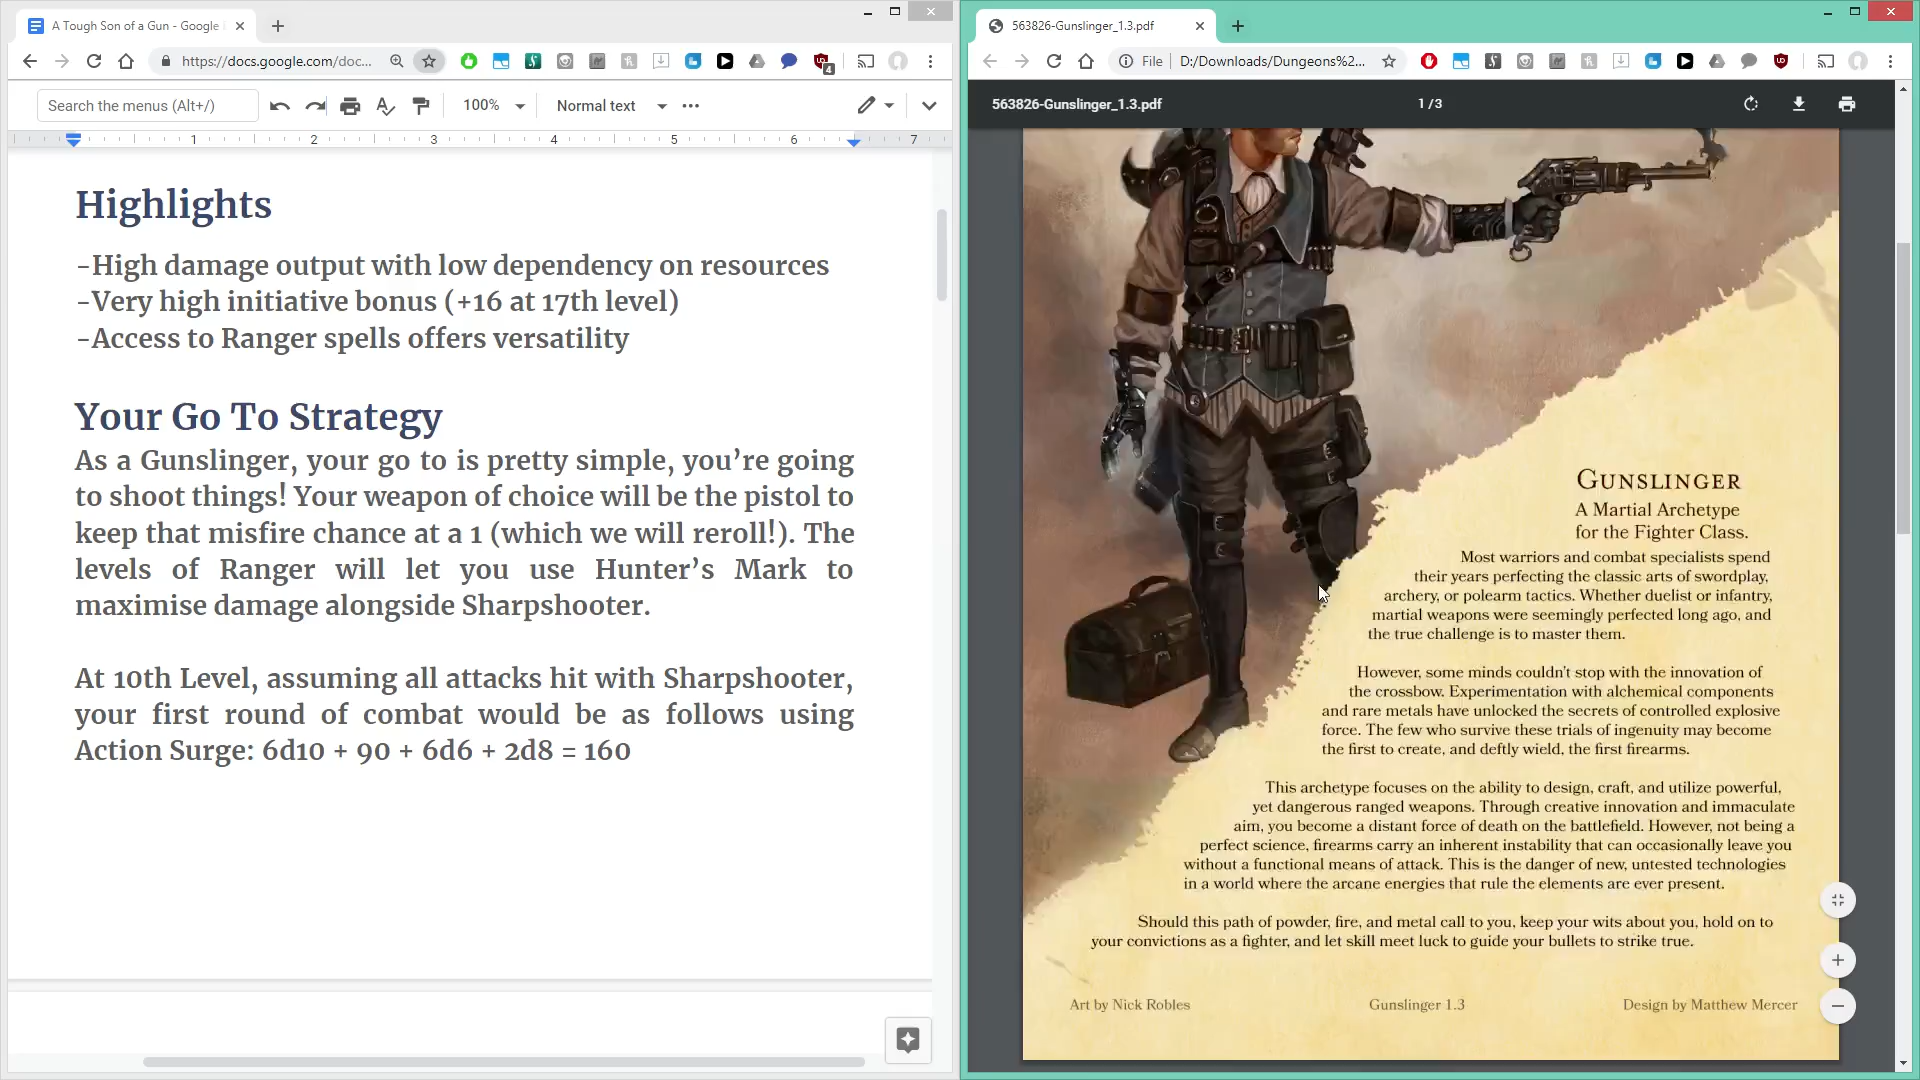 A Tough Son of a Gun - Google
https://docs.google.com/doc...
4
Search the menus (Alt+/)
100%
Normal text
1 2 3 4 5 6 7
Highlights
-High damage output with low dependency on resources
-Very high initiative bonus (+16 at 17th level)
-Access to Ranger spells offers versatility
Your Go To Strategy
As a Gunslinger, your go to is pretty simple, you’re going
to shoot things! Your weapon of choice will be the pistol to
keep that misfire chance at a 1 (which we will reroll!). The
levels of Ranger will let you use Hunter’s Mark to
maximise damage alongside Sharpshooter.
At 10th Level, assuming all attacks hit with Sharpshooter,
your first round of combat would be as follows using
Action Surge: 6d10 + 90 + 6d6 + 2d8 = 160
563826-Gunslinger_1.3.pdf
File
D:/Downloads/Dungeons%2...
563826-Gunslinger_1.3.pdf
1 / 3
GUNSLINGER
A Martial Archetype
for the Fighter Class.
Most warriors and combat specialists spend
their years perfecting the classic arts of swordplay,
archery, or polearm tactics. Whether duelist or infantry,
martial weapons were seemingly perfected long ago, and
the true challenge is to master them.
However, some minds couldn't stop with the innovation of
the crossbow. Experimentation with alchemical components
and rare metals have unlocked the secrets of controlled explosive
force. The few who survive these trials of ingenuity may become
the first to create, and deftly wield, the first firearms.
This archetype focuses on the ability to design, craft, and utilize powerful,
yet dangerous ranged weapons. Through creative innovation and immaculate
aim, you become a distant force of death on the battlefield. However, not being a
perfect science, firearms carry an inherent instability that can occasionally leave you
without a functional means of attack. This is the danger of new, untested technologies
in a world where the arcane energies that rule the elements are ever present.
Should this path of powder, fire, and metal call to you, keep your wits about you, hold on to
your convictions as a fighter, and let skill meet luck to guide your bullets to strike true.
Art by Nick Robles
Gunslinger 1.3
Design by Matthew Mercer